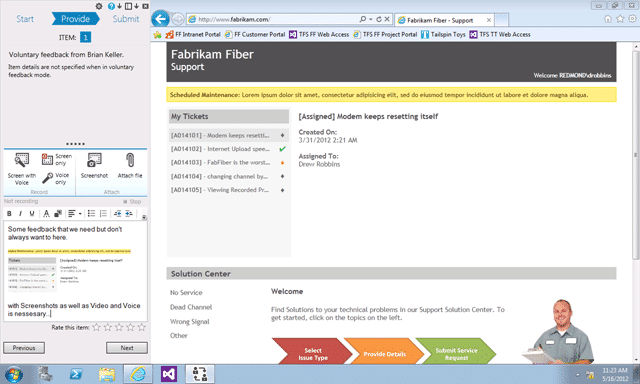 Start
Provide
Submit
ITEM:
Voluntary feedback from Brian Keller.
Item details are not specified when in voluntary
feedback mode.
Screen with
Voice
Screen
only
Voice
only
Screenshot
Attach file
Record
Attach
Not recording
Stop
B I U A
Some feedback that we need but don't
always want to here.
Tickets
[Assigned] Modem keeps resetting itself
with Screenshots as well as Video and Voice
is nessesary...
Rate this item:
Previous
Next
http://www.fabrikam.com/
Fabrikam Fiber - Support
FF Intranet Portal
FF Customer Portal
TFS FF Web Access
TFS FF Project Portal
Tailspin Toys
TFS TT Web Access
Fabrikam Fiber
Support
Welcome REDMOND\drobbins
Scheduled Maintenance: Lorem ipsum dolor sit amet, consectetur adipisicing elit, sed do eiusmod tempor incididunt ut labore et dolore magna aliqua.
My Tickets
[A014101] - Modem keeps resetti...
[A014102] - Internet Upload spee...
[A014103] - FabFiber is the worst...
[A014104] - changing channel by...
[A014105] - Viewing Recorded Pr...
[Assigned] Modem keeps resetting itself
Created On:
3/31/2012 2:21 AM
Assigned To:
Drew Robbins
Solution Center
No Service
Dead Channel
Wrong Signal
Other
Welcome
Find Solutions to your technical problems in our Support Solution Center. To
get started, click on the topics on the left.
Select
Issue Type
Provide Details
Submit Service
Request
11:23 AM
5/16/2012